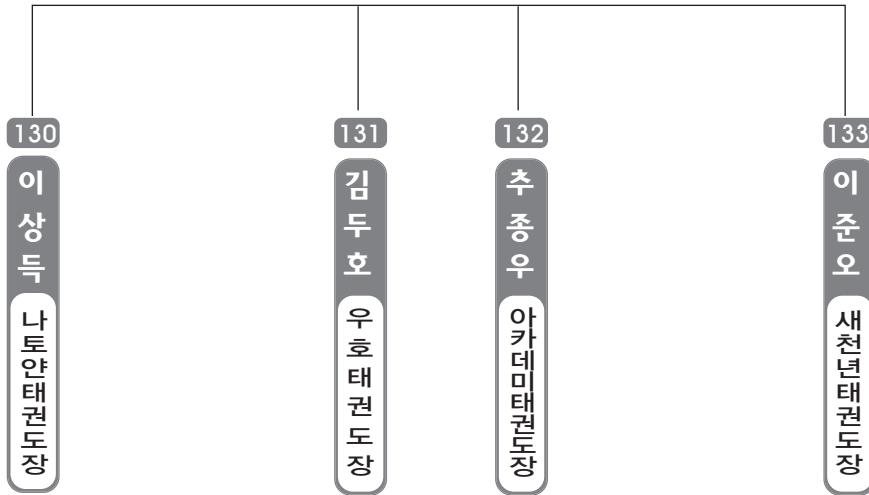 130
이상득
나토얀태권도장
131
김두호
우호태권도장
132
추종우
아카데미태권도장
133
이준오
새천년태권도장